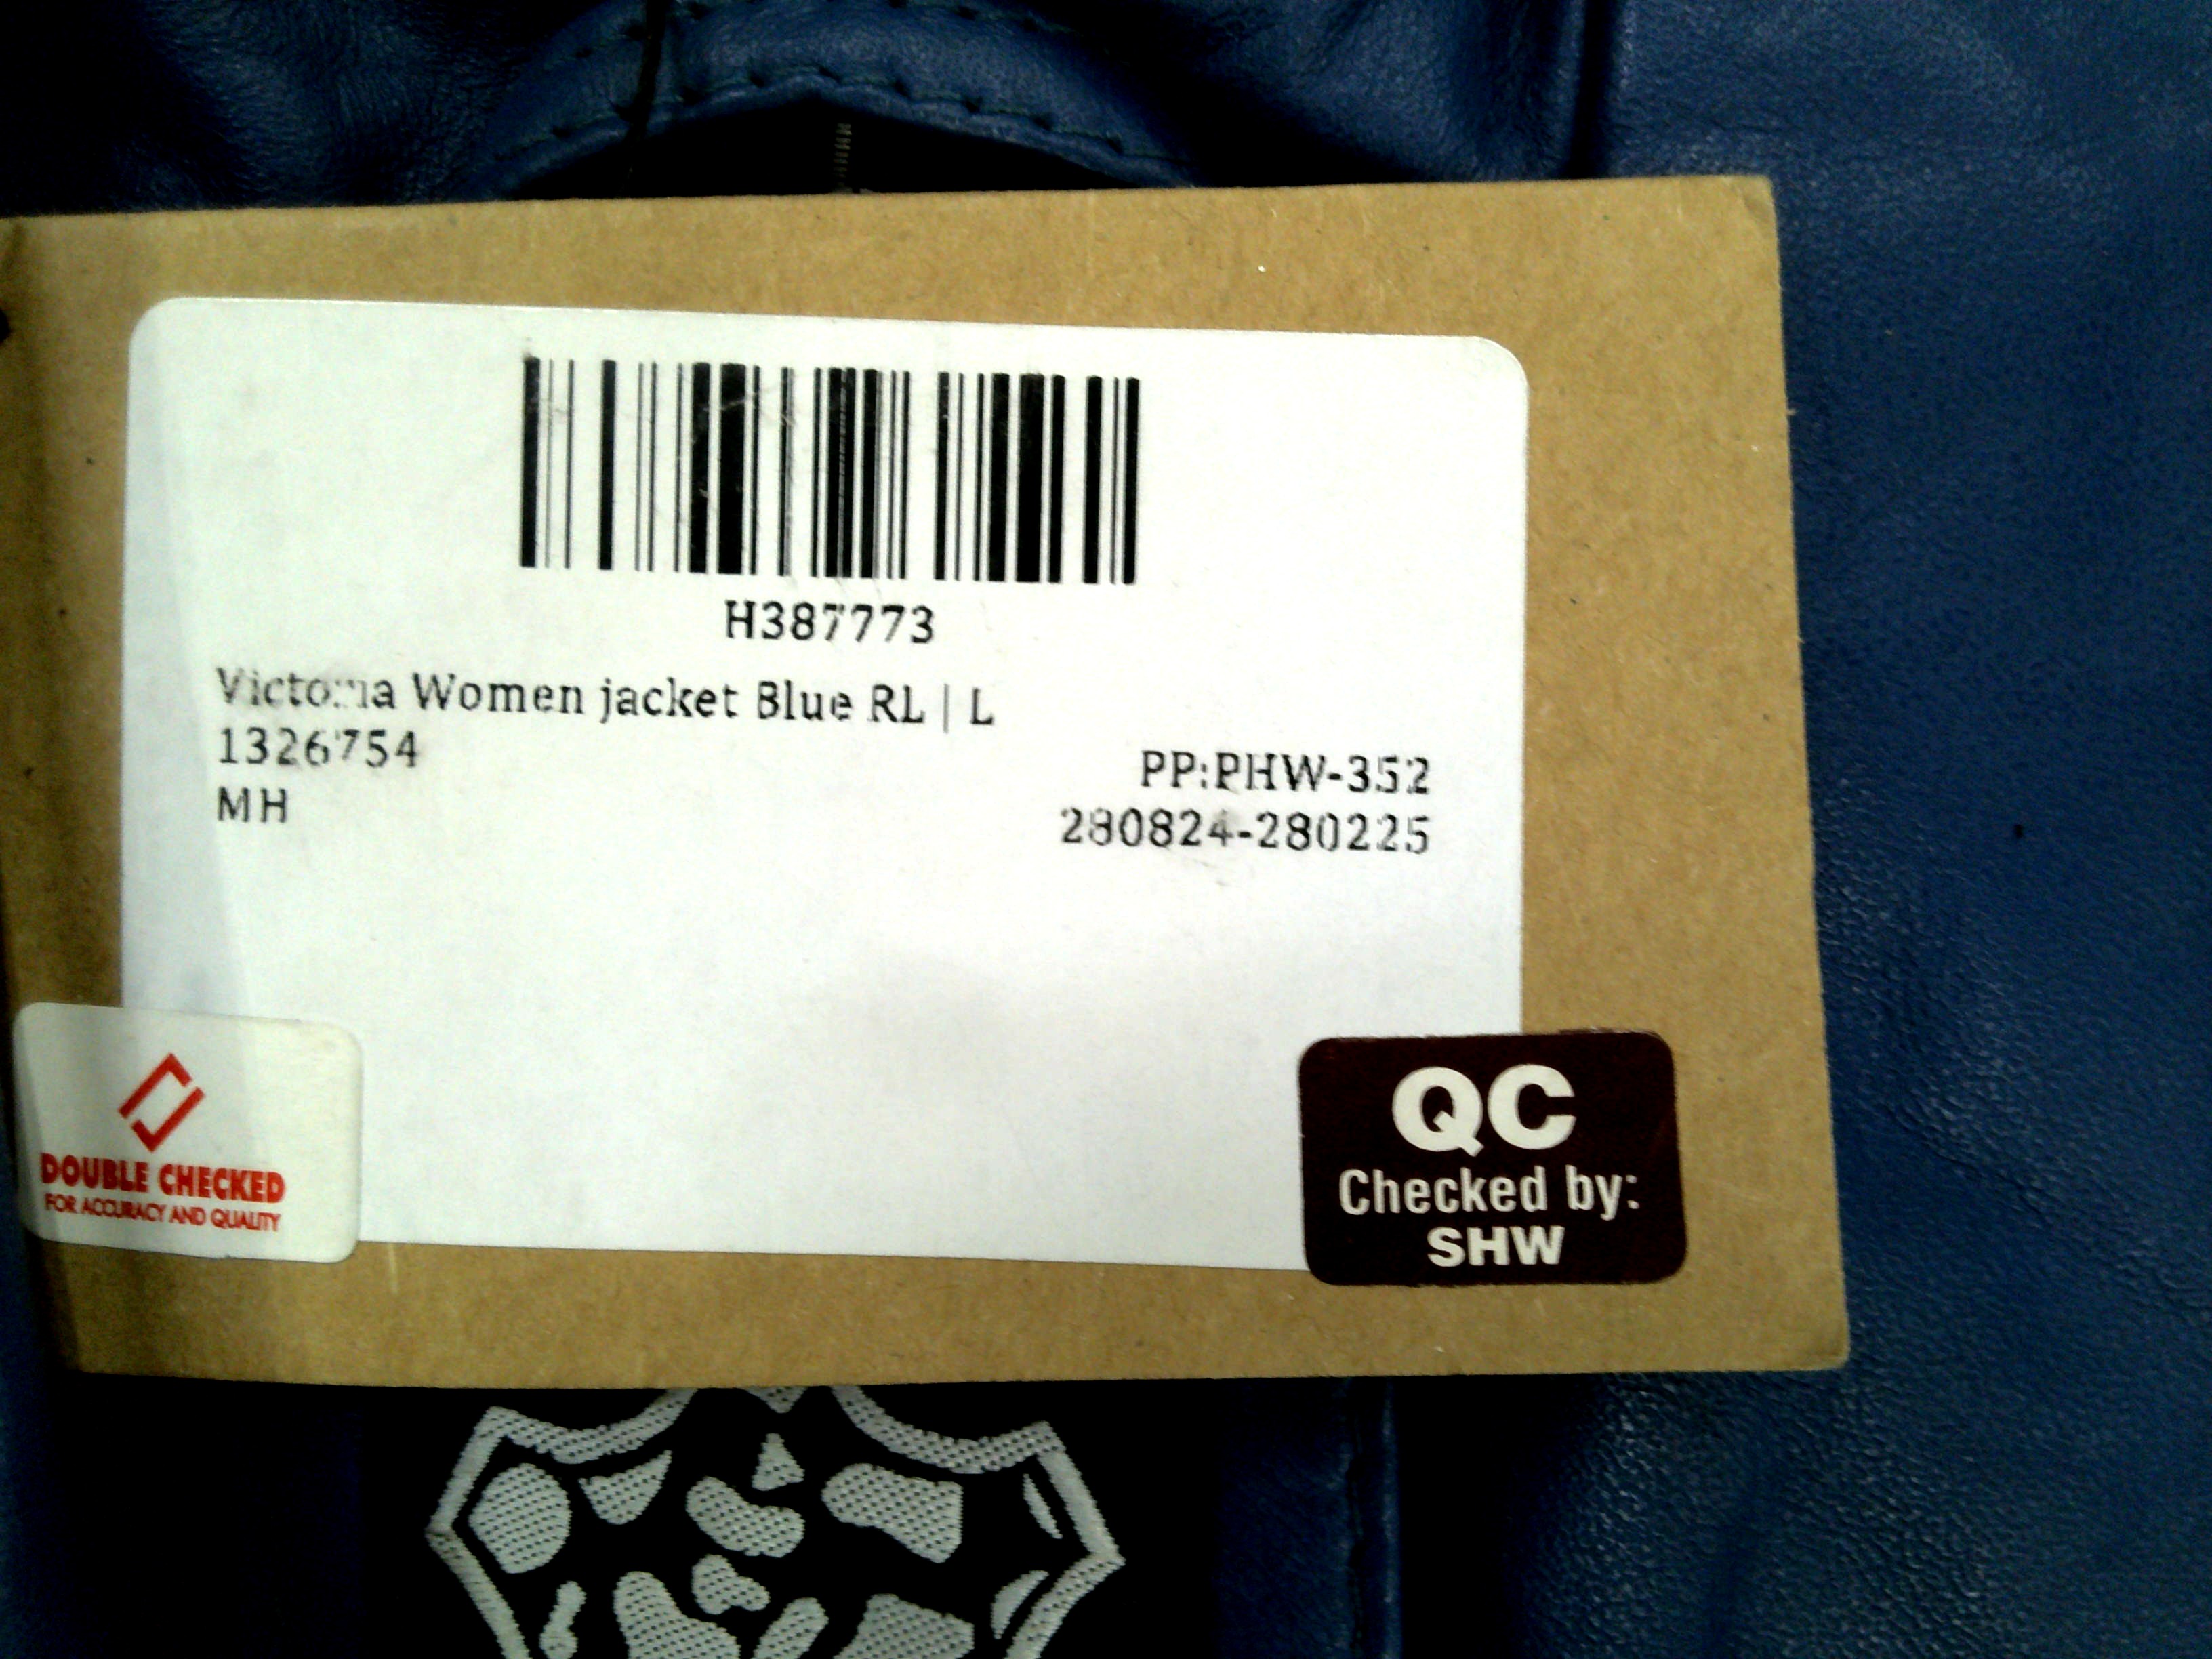 H387773
Victoria Women jacket Blue RL | L
1326754
PP:PHW-352
MH
280824-280225
DOUBLE CHECKED
FOR ACCURACY AND QUALITY
QC
Checked by:
SHW